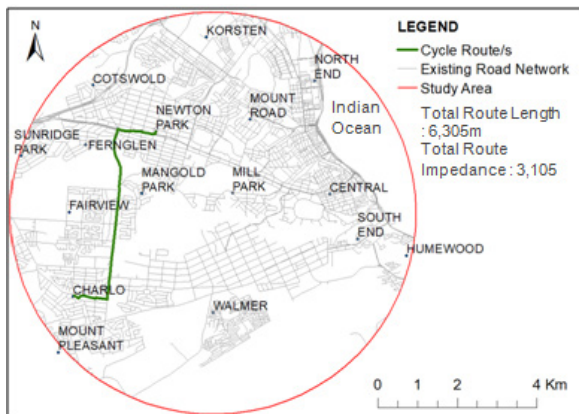 N
KORSTEN
NORTH
END
COTSWOLD
NEWTON
PARK
MOUNT
ROAD
Indian
Ocean
SUNRIDGE
PARK
FERNGLEN
MANGOLD
PARK
MILL
PARK
CENTRAL
FAIRVIEW
SOUTH
END
HUMEWOOD
CHARLO
WALMER
MOUNT
PLEASANT
LEGEND
Cycle Route/s
Existing Road Network
Study Area
Total Route Length
: 6,305m
Total Route
Impedance : 3,105
0 1 2 4 Km